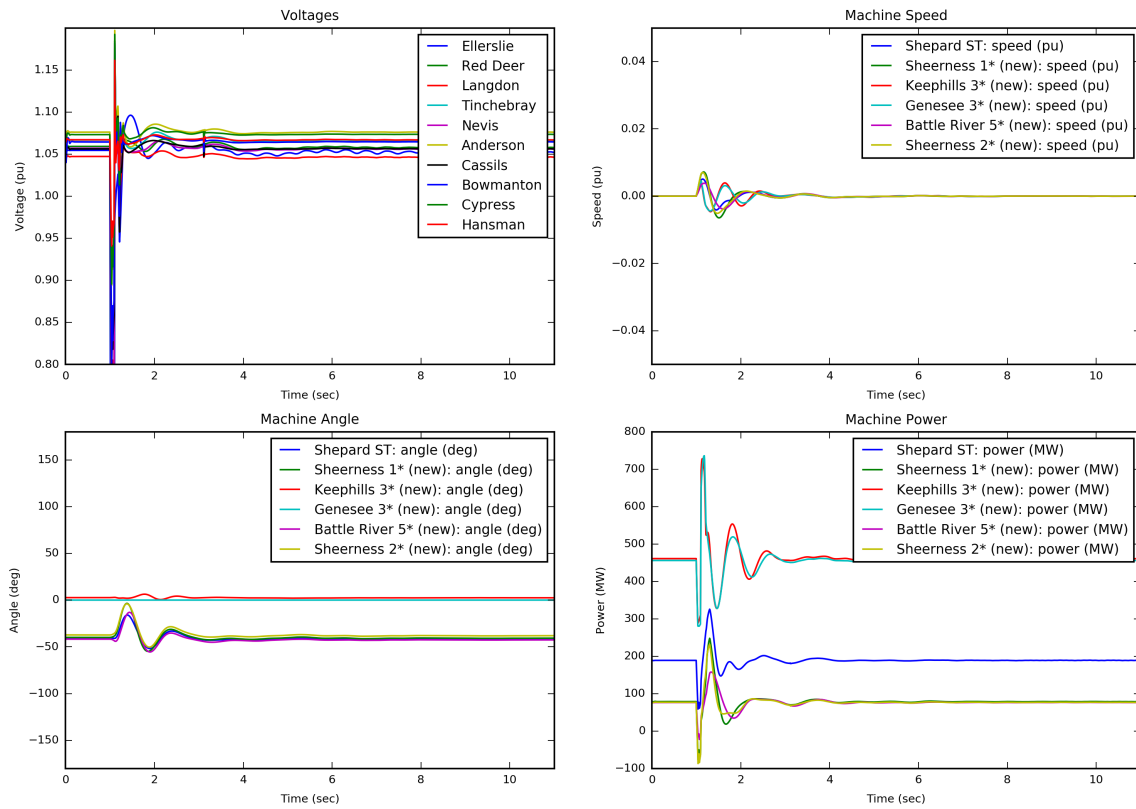 Voltages
1.15
1.10
1.05
1.00
0.95
0.90
0.85
0.80
Voltage (pu)
0
2
4
6
8
10
Time (sec)
Ellerslie
Red Deer
Langdon
Tinchebray
Nevis
Anderson
Cassils
Bowmanton
Cypress
Hansman
Machine Speed
0.04
0.02
0.00
−0.02
−0.04
Speed (pu)
0
2
4
6
8
10
Time (sec)
Shepard ST: speed (pu)
Sheerness 1* (new): speed (pu)
Keephills 3* (new): speed (pu)
Genesee 3* (new): speed (pu)
Battle River 5* (new): speed (pu)
Sheerness 2* (new): speed (pu)
Machine Angle
150
100
50
0
−50
−100
−150
Angle (deg)
0
2
4
6
8
10
Time (sec)
Shepard ST: angle (deg)
Sheerness 1* (new): angle (deg)
Keephills 3* (new): angle (deg)
Genesee 3* (new): angle (deg)
Battle River 5* (new): angle (deg)
Sheerness 2* (new): angle (deg)
Machine Power
800
700
600
500
400
300
200
100
0
−100
Power (MW)
0
2
4
6
8
10
Time (sec)
Shepard ST: power (MW)
Sheerness 1* (new): power (MW)
Keephills 3* (new): power (MW)
Genesee 3* (new): power (MW)
Battle River 5* (new): power (MW)
Sheerness 2* (new): power (MW)